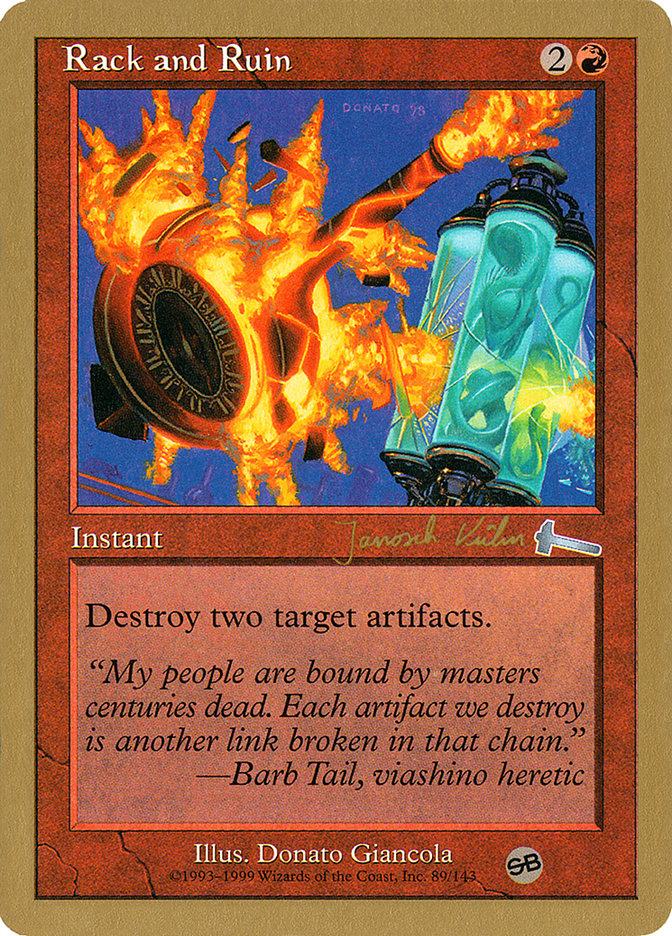 Rack and Ruin 2
DONATO 98
Instant Janosch Kühn
Destroy two target artifacts.
“My people are bound by masters
centuries dead. Each artifact we destroy
is another link broken in that chain.”
—Barb Tail, viashino heretic
Illus. Donato Giancola
©1993–1999 Wizards of the Coast, Inc. 89/143
SB